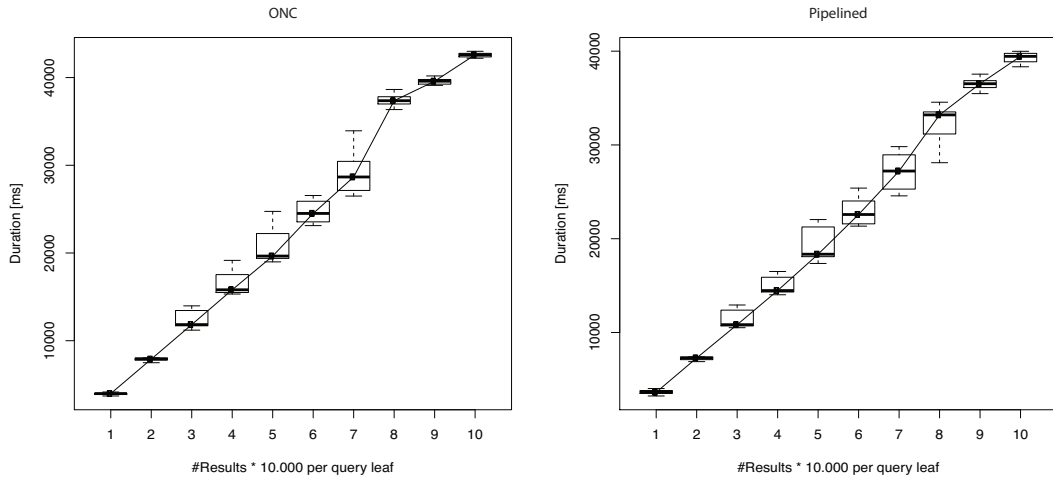 ONC
Duration [ms]
40000
30000
20000
10000
1 2 3 4 5 6 7 8 9 10
#Results * 10.000 per query leaf
Pipelined
Duration [ms]
40000
30000
20000
10000
1 2 3 4 5 6 7 8 9 10
#Results * 10.000 per query leaf